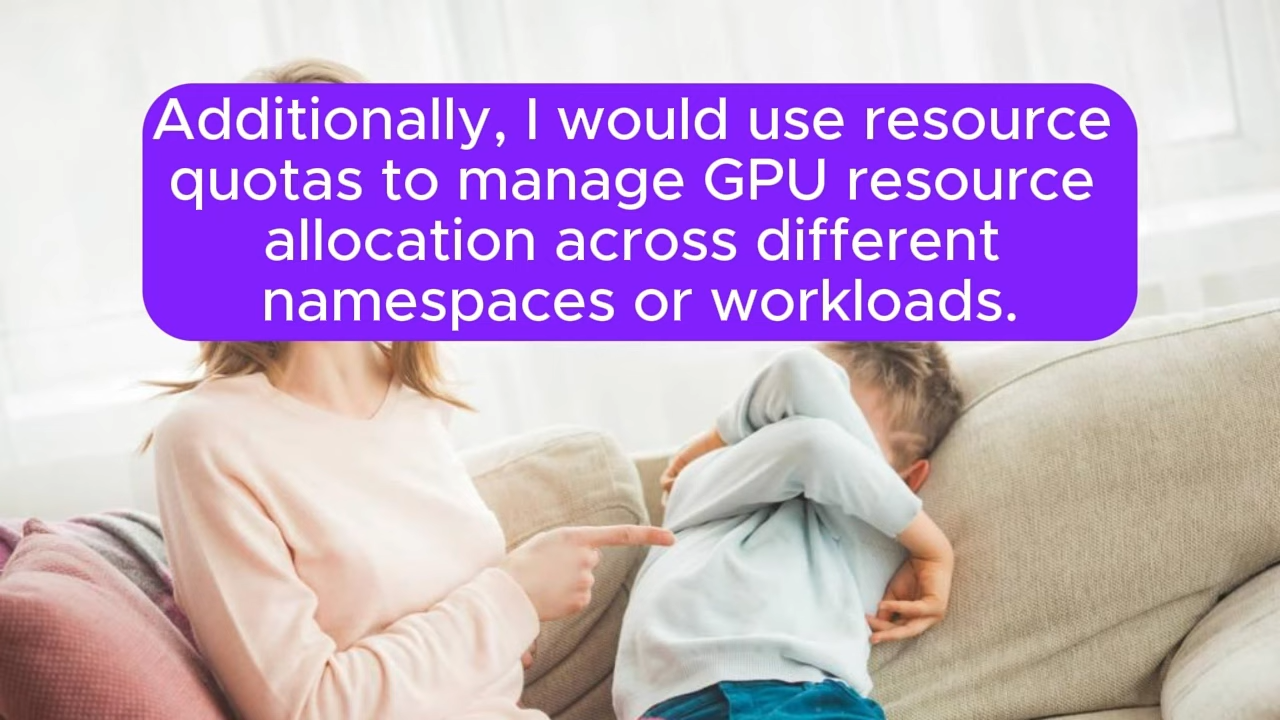 Additionally, I would use resource
quotas to manage GPU resource
allocation across different
namespaces or workloads.